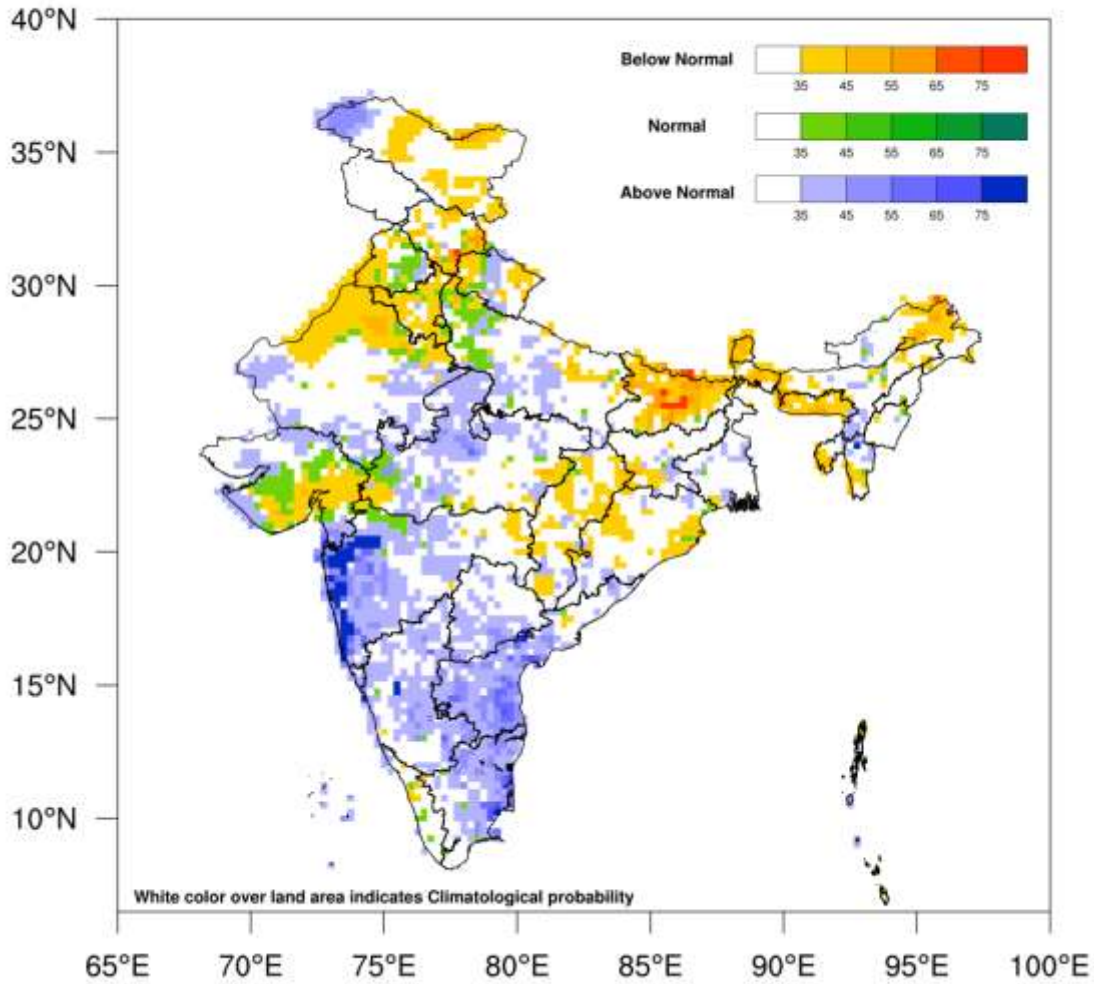 40°N
35°N
30°N
25°N
20°N
15°N
10°N
Below Normal
35 45 55 65 75
Normal
35 45 55 65 75
Above Normal
35 45 55 65 75
White color over land area indicates Climatological probability
65°E 70°E 75°E 80°E 85°E 90°E 95°E 100°E